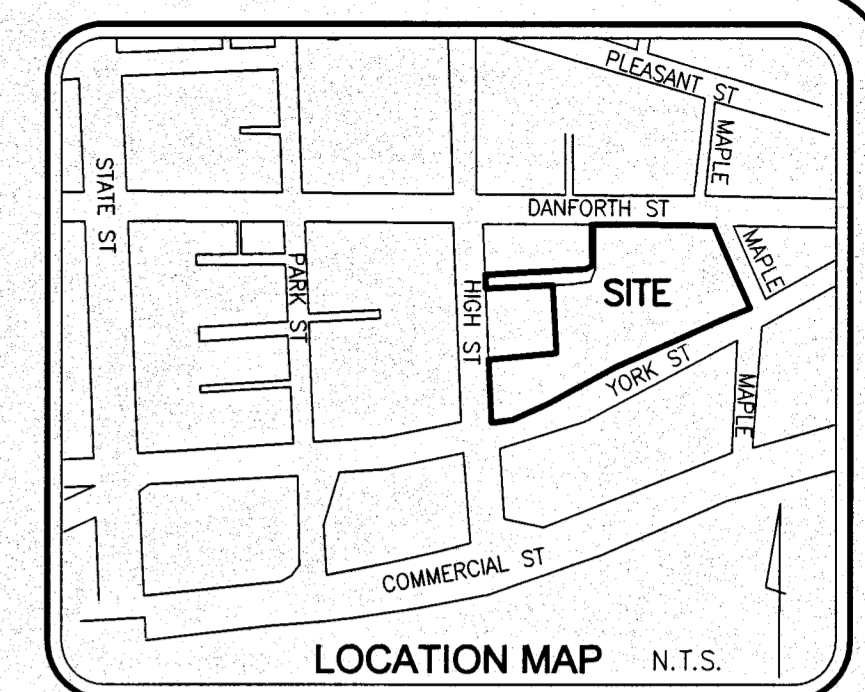 PLEASANT ST
MAPLE
STATE ST
DANFORTH ST
MAPLE
PARK ST
HIGH ST
SITE
YORK ST
MAPLE
COMMERCIAL ST
LOCATION MAP N.T.S.